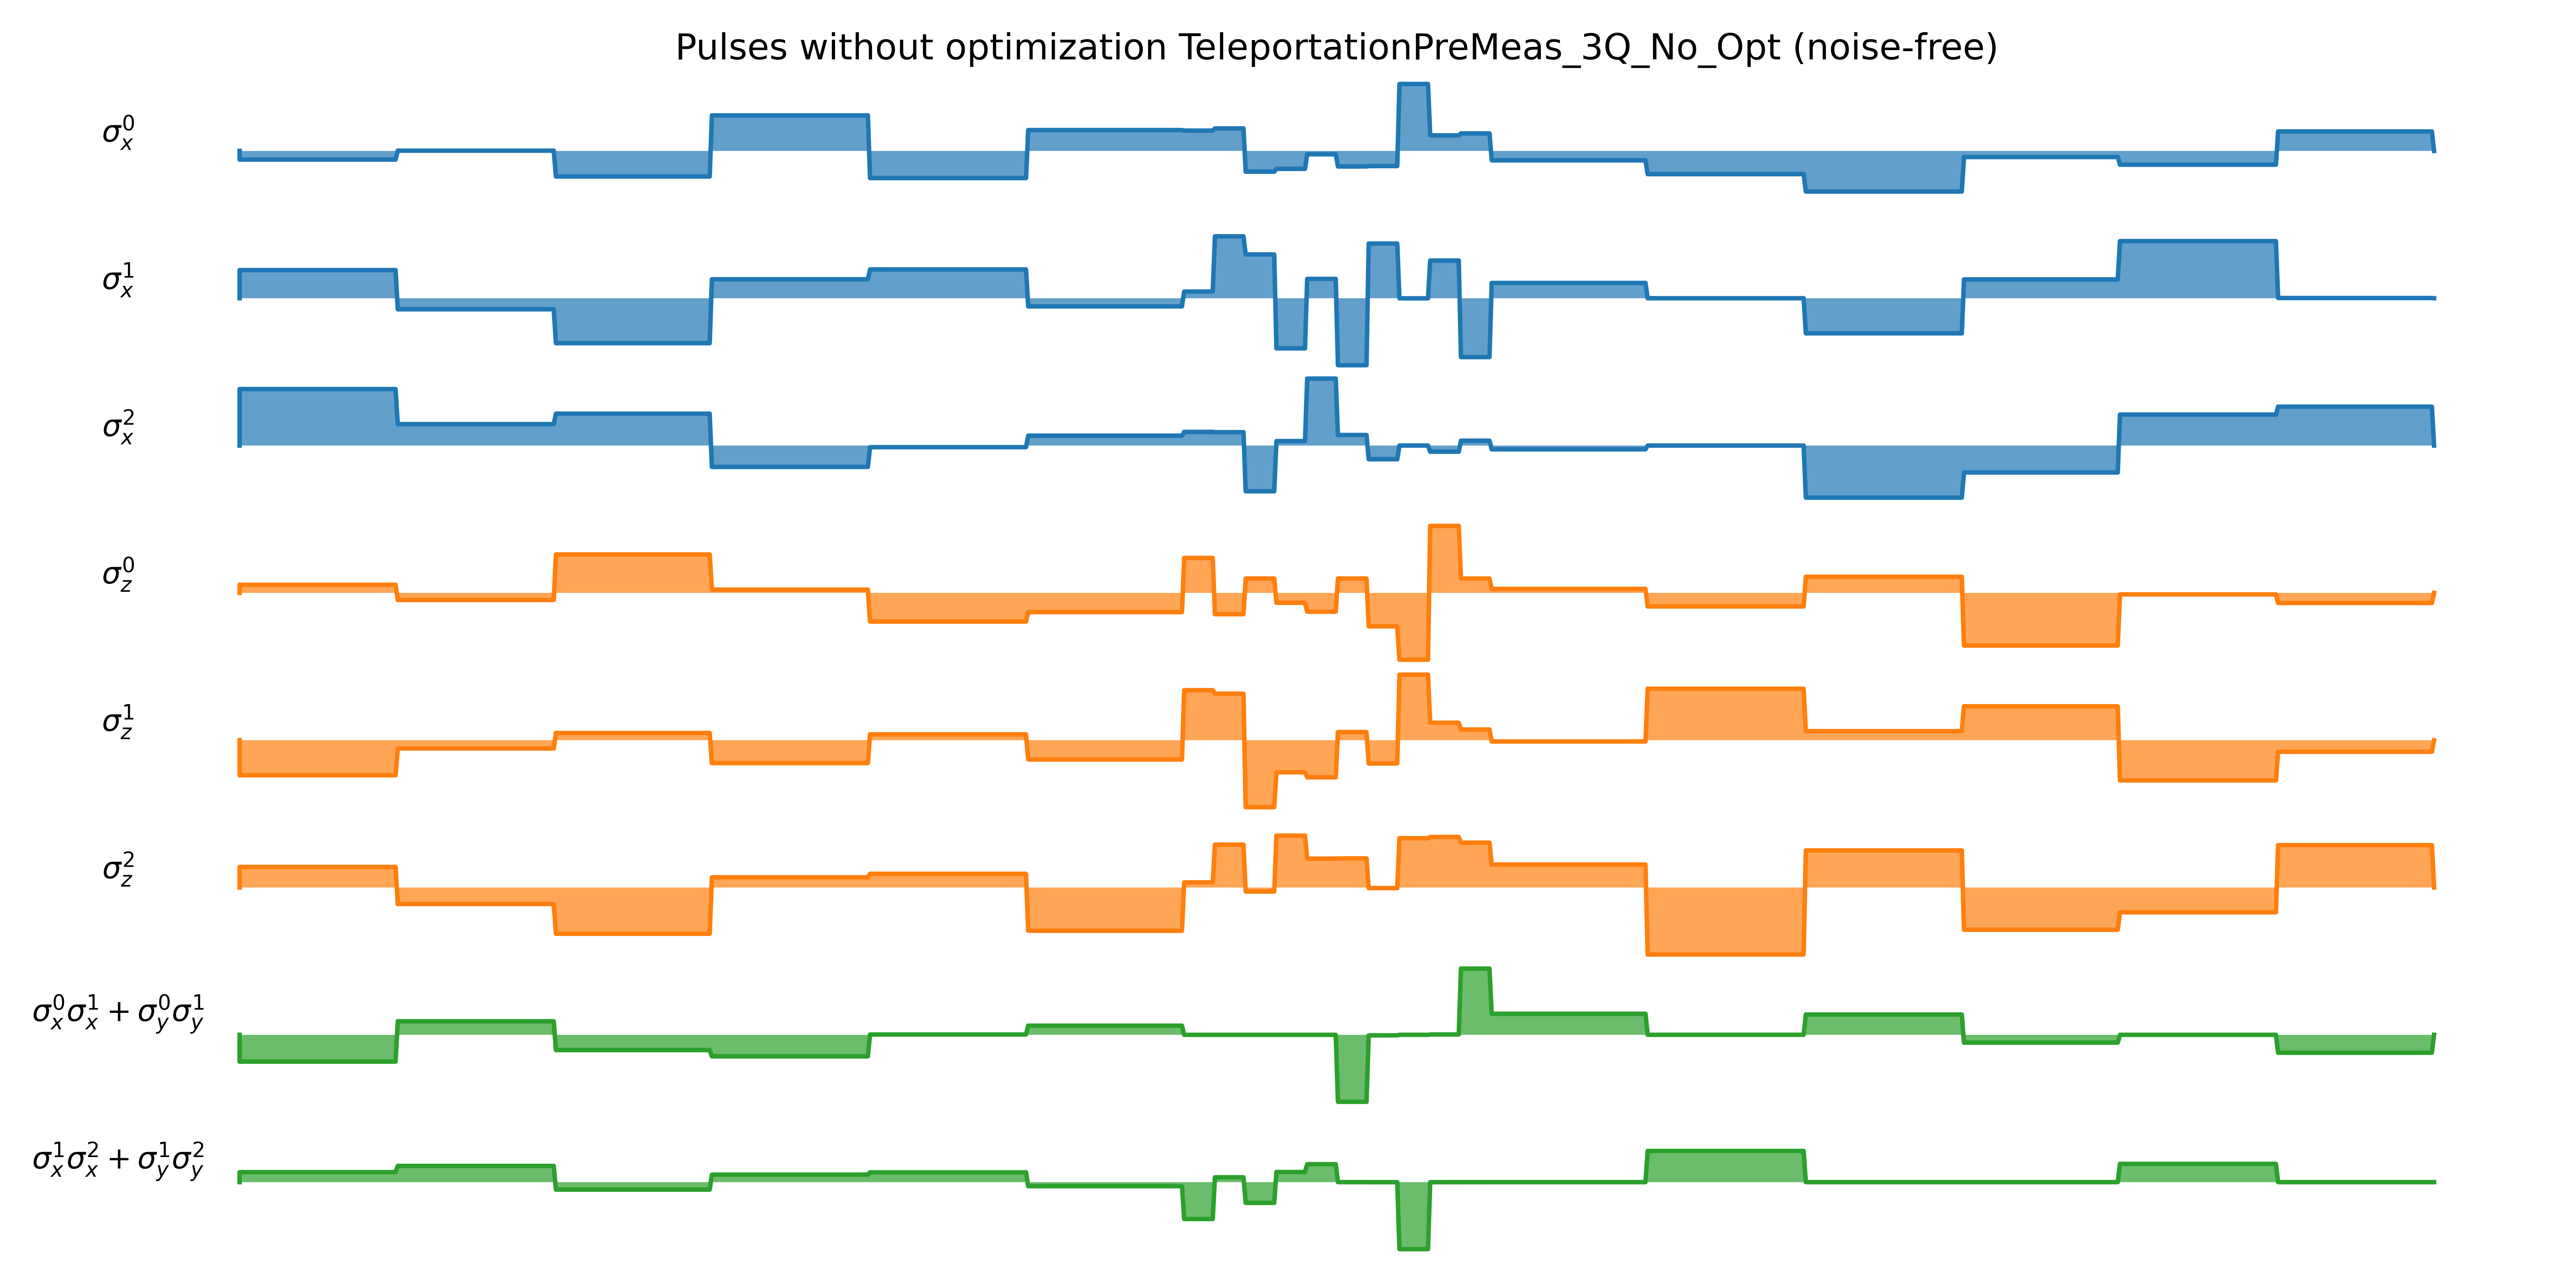 Pulses without optimization TeleportationPreMeas_3Q_No_Opt (noise-free)
σ_x^0
σ_x^1
σ_x^2
σ_z^0
σ_z^1
σ_z^2
σ_x^0σ_x^1 + σ_y^0σ_y^1
σ_x^1σ_x^2 + σ_y^1σ_y^2